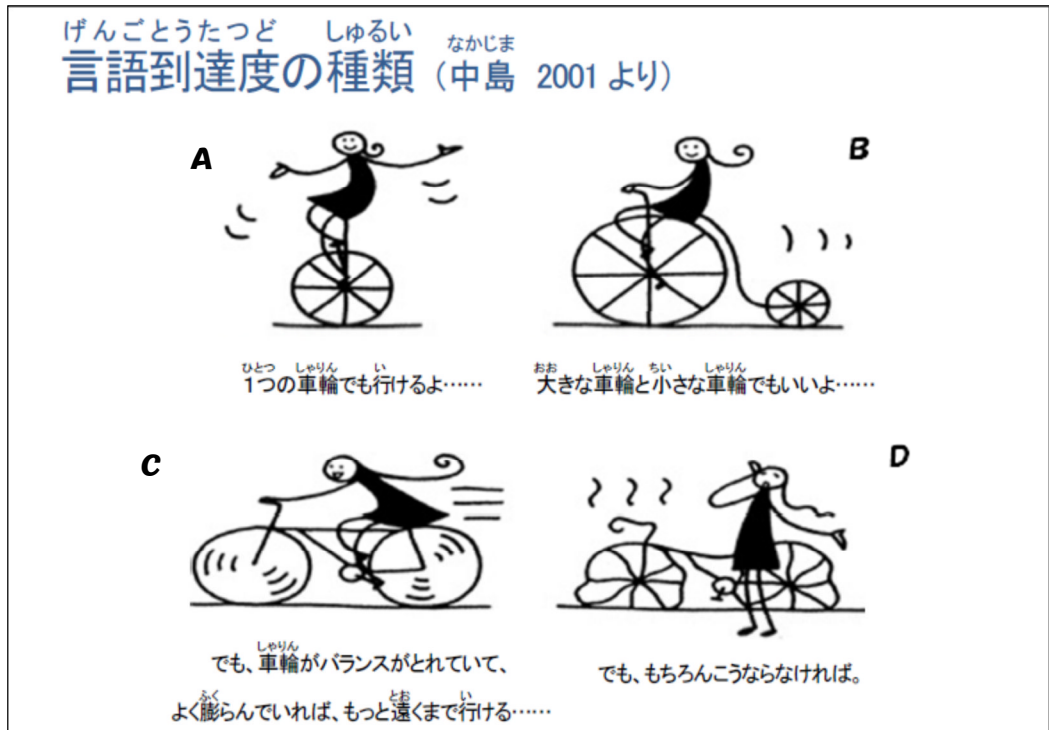 げんごとうたつど しゅるい なかじま
言語到達度の種類（中島 2001 より）
A
B
ひとつ しゃりん い
1つの車輪でも行けるよ……
おお しゃりん ちい しゃりん
大きな車輪と小さな車輪でもいいよ……
C
D
しゃりん
でも、車輪がバランスがとれていて、
ふく とお い
よく膨らんでいれば、もっと遠くまで行ける……
でも、もちろんこうならなければ。